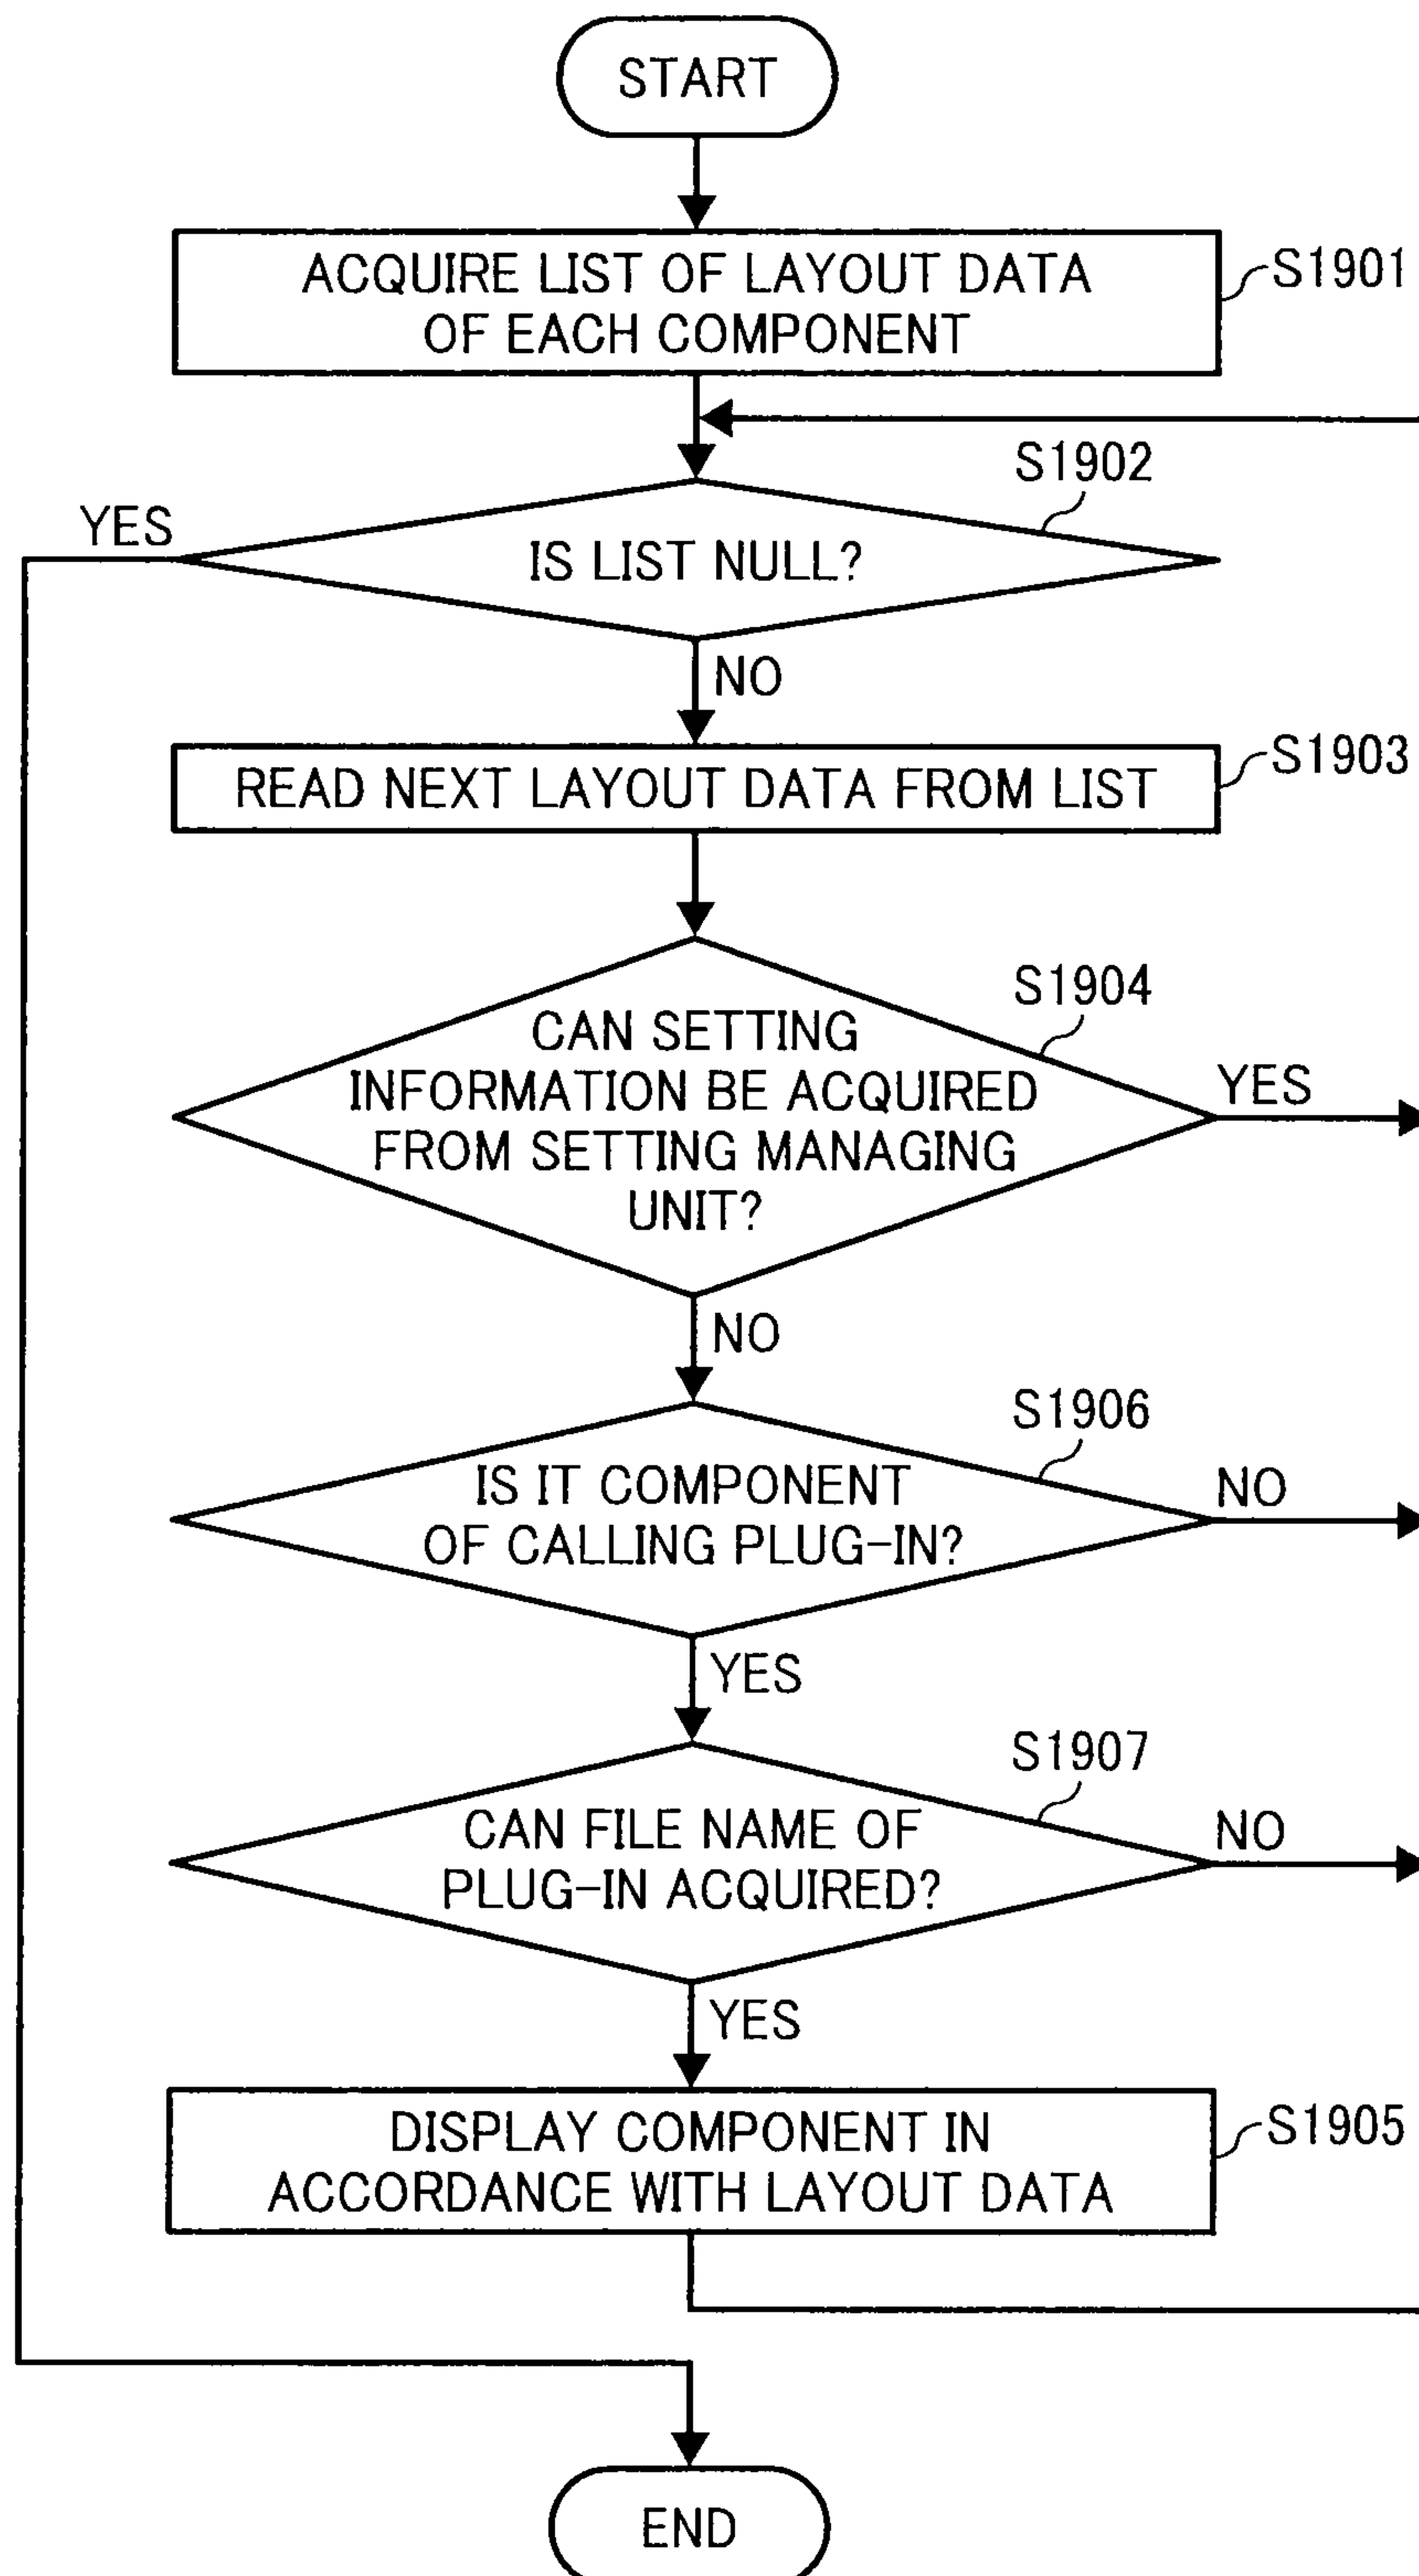 START
ACQUIRE LIST OF LAYOUT DATA
OF EACH COMPONENT
S1901
S1902
YES
IS LIST NULL?
NO
READ NEXT LAYOUT DATA FROM LIST
S1903
S1904
CAN SETTING
INFORMATION BE ACQUIRED
FROM SETTING MANAGING
UNIT?
YES
NO
S1906
IS IT COMPONENT
OF CALLING PLUG-IN?
NO
YES
S1907
CAN FILE NAME OF
PLUG-IN ACQUIRED?
NO
YES
DISPLAY COMPONENT IN
ACCORDANCE WITH LAYOUT DATA
S1905
END